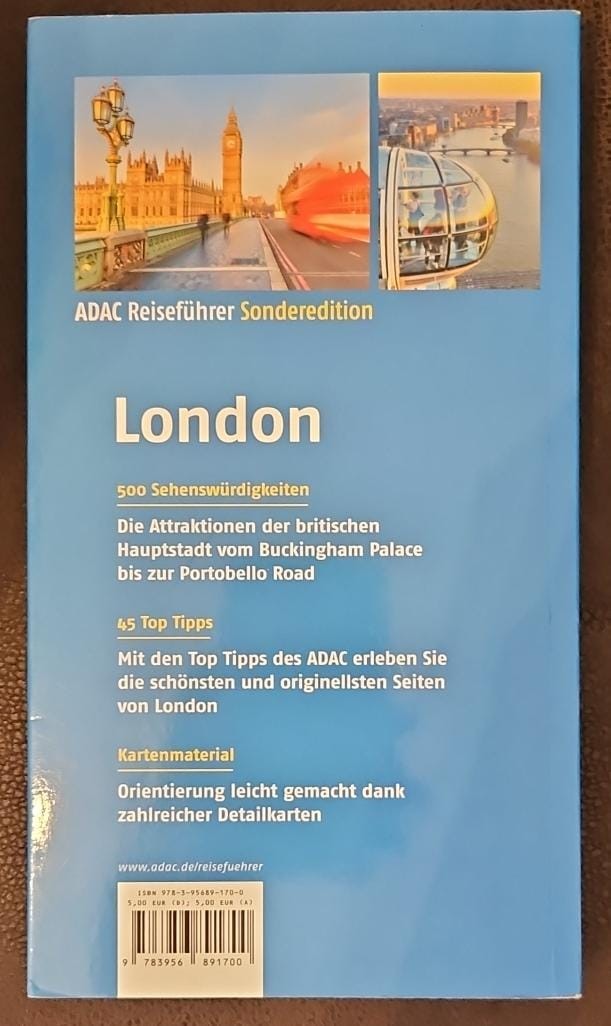 ADAC Reiseführer Sonderedition
London
500 Sehenswürdigkeiten
Die Attraktionen der britischen
Hauptstadt vom Buckingham Palace
bis zur Portobello Road
45 Top Tipps
Mit den Top Tipps des ADAC erleben Sie
die schönsten und originellsten Seiten
von London
Kartenmaterial
Orientierung leicht gemacht dank
zahlreicher Detailkarten
www.adac.de/reisefuehrer
ISBN 978-3-95689-170-0
5,00 EUR (D); 5,00 EUR (A)
9 783956 891700